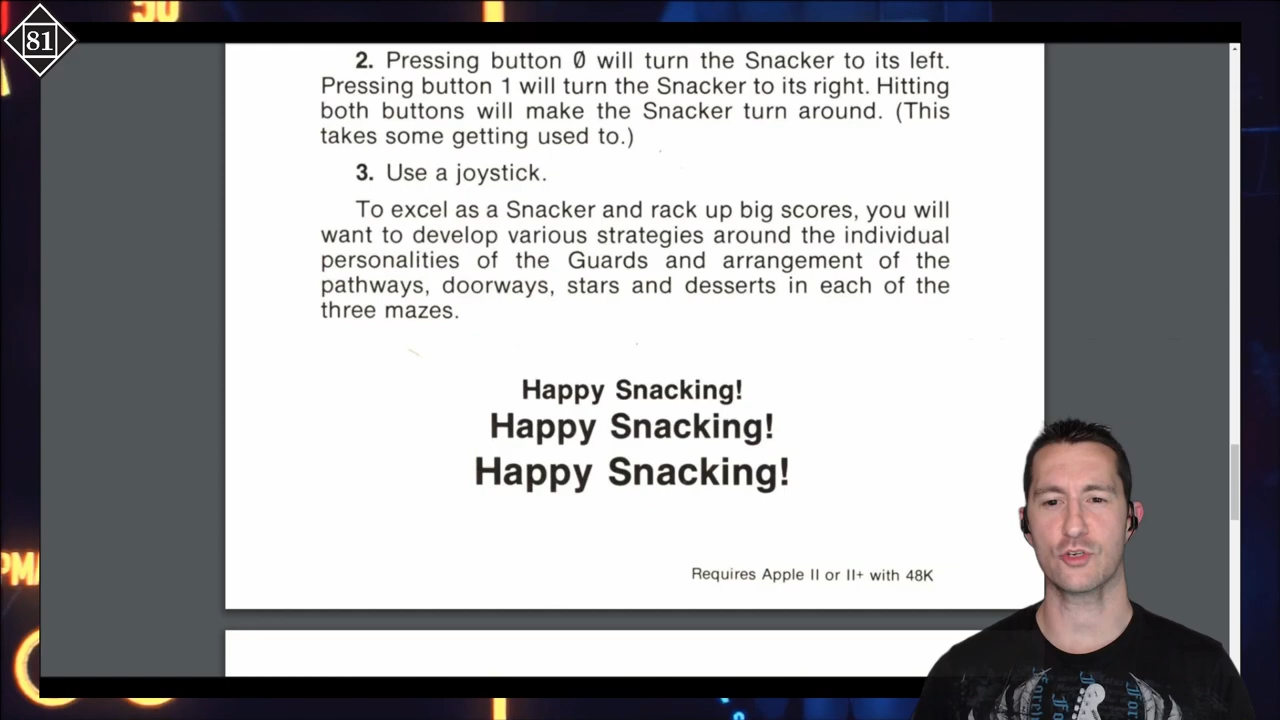 50
81
2. Pressing button 0 will turn the Snacker to its left.
Pressing button 1 will turn the Snacker to its right. Hitting
both buttons will make the Snacker turn around. (This
takes some getting used to.)
3. Use a joystick.
To excel as a Snacker and rack up big scores, you will
want to develop various strategies around the individual
personalities of the Guards and arrangement of the
pathways, doorways, stars and desserts in each of the
three mazes.
Happy Snacking!
Happy Snacking!
Happy Snacking!
Requires Apple II or II+ with 48K